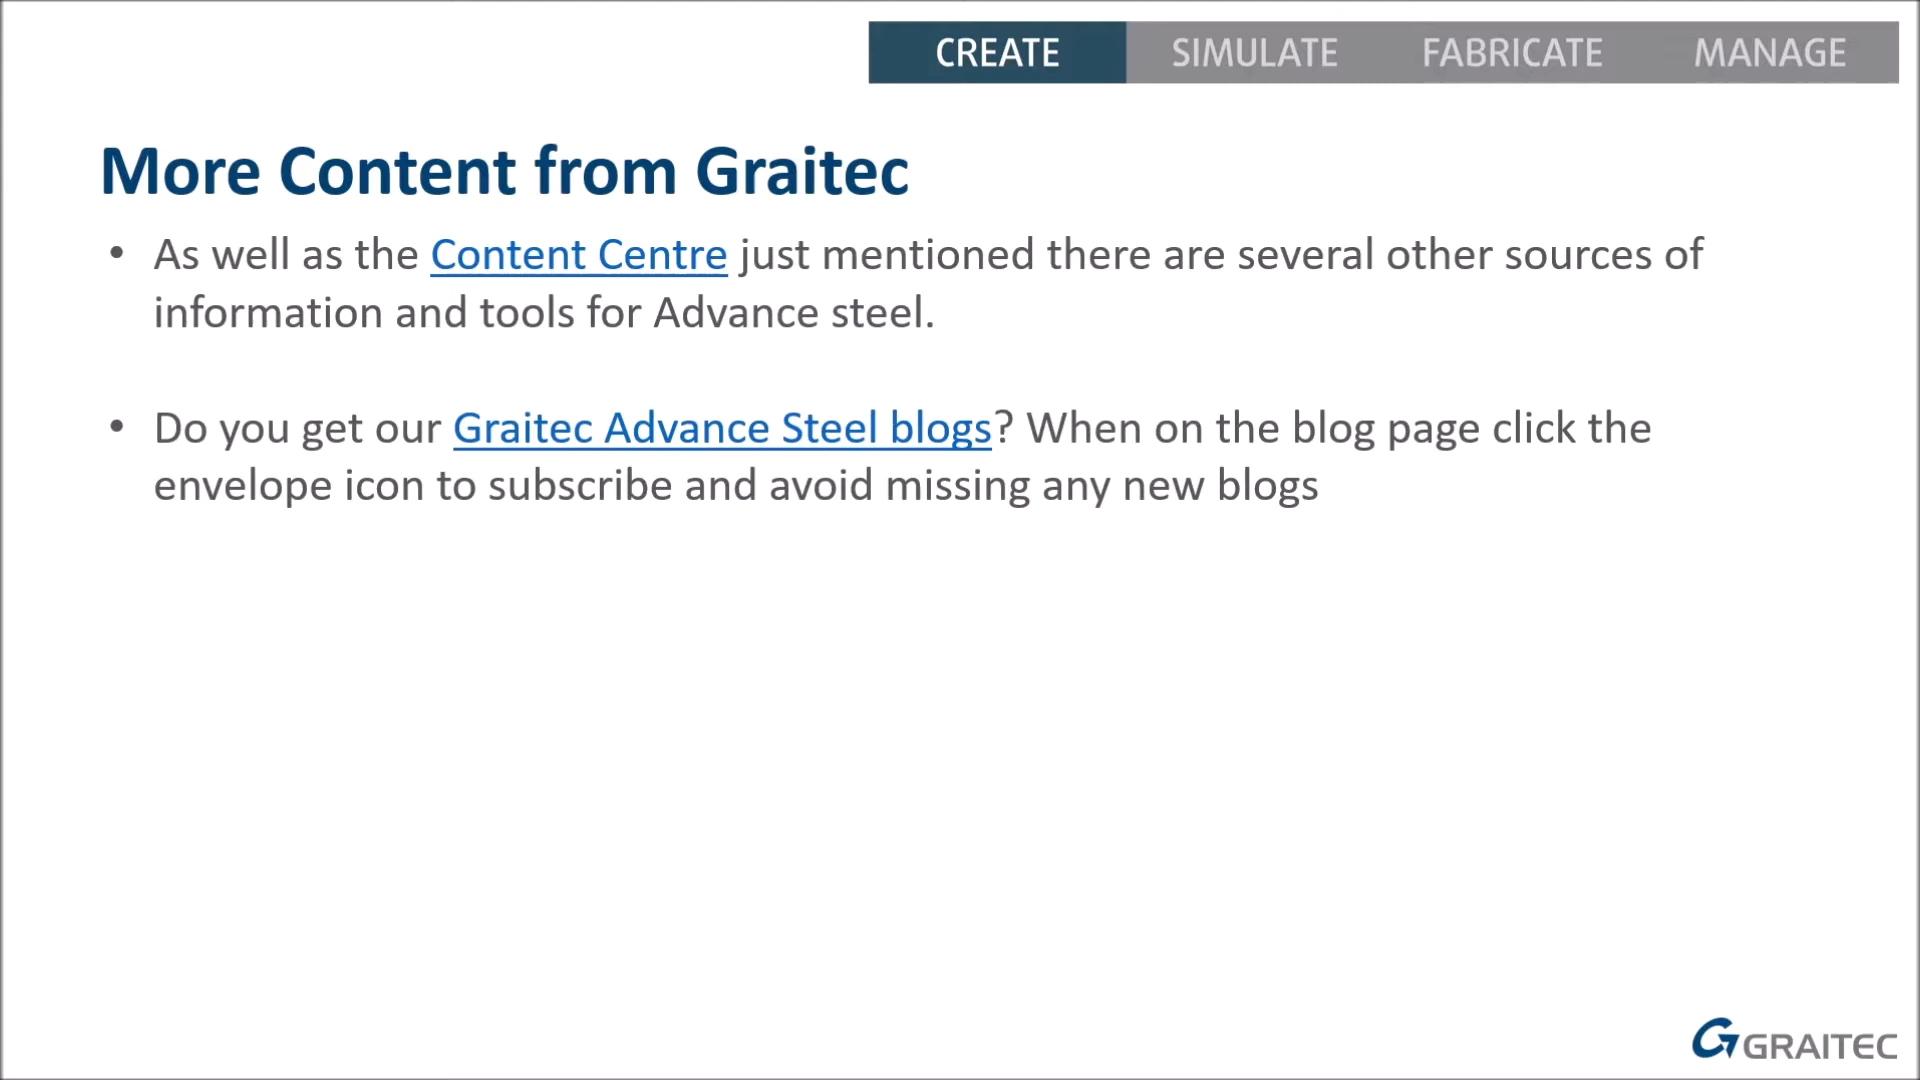 CREATE SIMULATE FABRICATE MANAGE
More Content from Graitec
• As well as the Content Centre just mentioned there are several other sources of
information and tools for Advance steel.
• Do you get our Graitec Advance Steel blogs? When on the blog page click the
envelope icon to subscribe and avoid missing any new blogs
GRAITEC